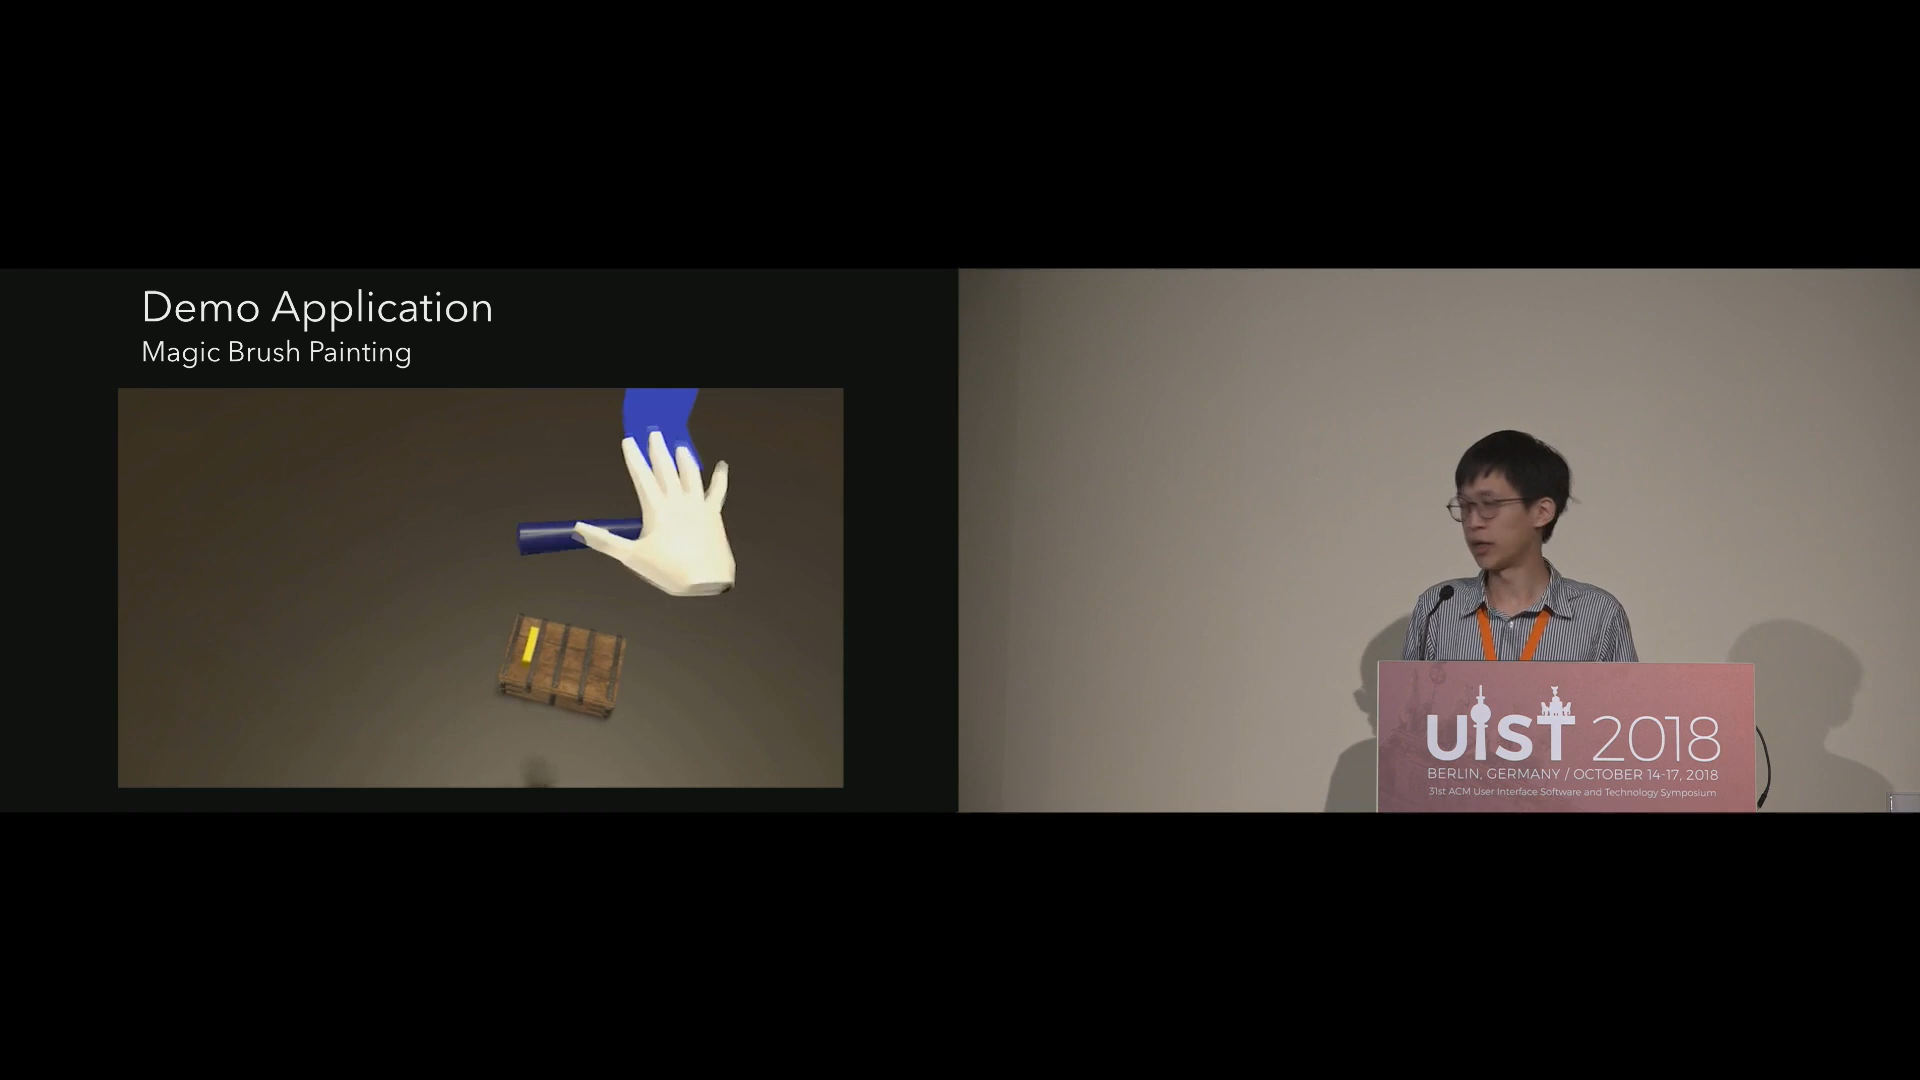 Demo Application
Magic Brush Painting
UIST 2018
BERLIN, GERMANY / OCTOBER 14-17, 2018
31st ACM User Interface Software and Technology Symposium